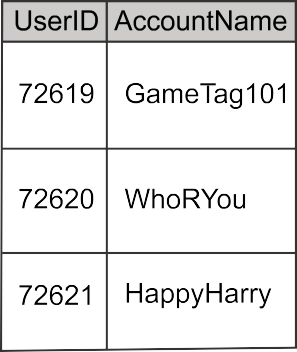 UserID AccountName
72619 GameTag101
72620 WhoRYou
72621 HappyHarry